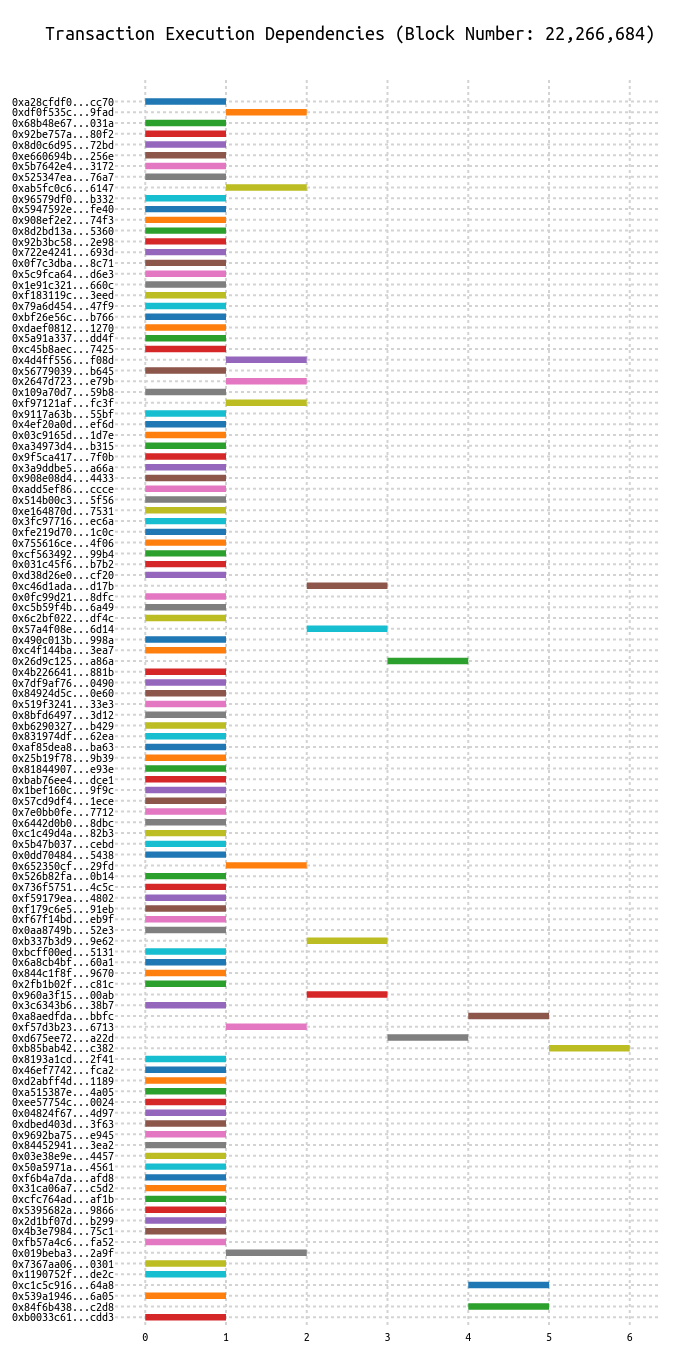 Transaction Execution Dependencies (Block Number: 22,266,684)
0xa28cfdf0...cc70
0xdf0f535c...9fad
0x68b48e67...031a
0x92be757a...80f2
0x8d0c6d95...72bd
0xe660694b...256e
0x5b7642e4...3172
0x525347ea...76a7
0xab5fc0c6...6147
0x96579df0...b332
0x5947592e...fe40
0x908ef2e2...74f3
0x8d2bd13a...5360
0x92b3bc58...2e98
0x722e4241...693d
0x0f7c3dba...8c71
0x5c9fca64...d6e3
0x1e91c321...660c
0xf183119c...3eed
0x79a6d454...47f9
0xbf26e56c...b766
0xdaef0812...1270
0x5a91a337...dd4f
0xc45b8aec...7425
0x4d4ff556...f08d
0x56779039...b645
0x2647d723...e79b
0x109a70d7...59b8
0xf97121af...fc3f
0x9117a63b...55bf
0x4ef20a0d...ef6d
0x03c9165d...1d7e
0xa34973d4...b315
0x9f5ca417...7f0b
0x3a9ddbe5...a66a
0x908e08d4...4433
0xadd5ef86...ccce
0x514b00c3...5f56
0xe164870d...7531
0x3fc97716...ec6a
0xfe219d70...1c0c
0x755616ce...4f06
0xcf563492...99b4
0x031c45f6...b7b2
0xd38d26e0...cf20
0xc46d1ada...d17b
0x0fc99d21...8dfc
0xc5b59f4b...6a49
0x6c2bf022...df4c
0x57a4f08e...6d14
0x490c013b...998a
0xc4f144ba...3ea7
0x26d9c125...a86a
0x4b226641...881b
0x7df9af76...0490
0x84924d5c...0e60
0x519f3241...33e3
0x8bfd6497...3d12
0xb6290327...b429
0x831974df...62ea
0xaf85dea8...ba63
0x25b19f78...9b39
0x81844907...e93e
0xbab76ee4...dce1
0x1bef160c...9f9c
0x57cd9df4...1ece
0x7e0bb0fe...7712
0x6442d0b0...8dbc
0xc1c49d4a...82b3
0x5b47b037...cebd
0x0dd70484...5438
0x652350cf...29fd
0x526b82fa...0b14
0x736f5751...4c5c
0xf59179ea...4802
0xf179c6e5...91eb
0xf67f14bd...eb9f
0x0aa8749b...52e3
0xb337b3d9...9e62
0xbcff00ed...5131
0x6a8cb4bf...60a1
0x844c1f8f...9670
0x2fb1b02f...c81c
0x960a3f15...00ab
0x3c6343b6...38b7
0xa8aedfda...bbfc
0xf57d3b23...6713
0xd675ee72...a22d
0xb85bab42...c382
0x8193a1cd...2f41
0x46ef7742...fca2
0xd2abff4d...1189
0xa515387e...4a05
0xee57754c...0024
0x04824f67...4d97
0xdbed403d...3f63
0x9692ba75...e945
0x84452941...3ea2
0x03e38e9e...4457
0x50a5971a...4561
0xf6b4a7da...afd8
0x31ca06a7...c5d2
0xcfc764ad...af1b
0x5395682a...9866
0x2d1bf07d...b299
0x4b3e7984...75c1
0xfb57a4c6...fa52
0x019beba3...2a9f
0x7367aa06...0301
0x1190752f...de2c
0xc1c5c916...64a8
0x539a1946...6a05
0x84f6b438...c2d8
0xb0033c61...cdd3
0 1 2 3 4 5 6